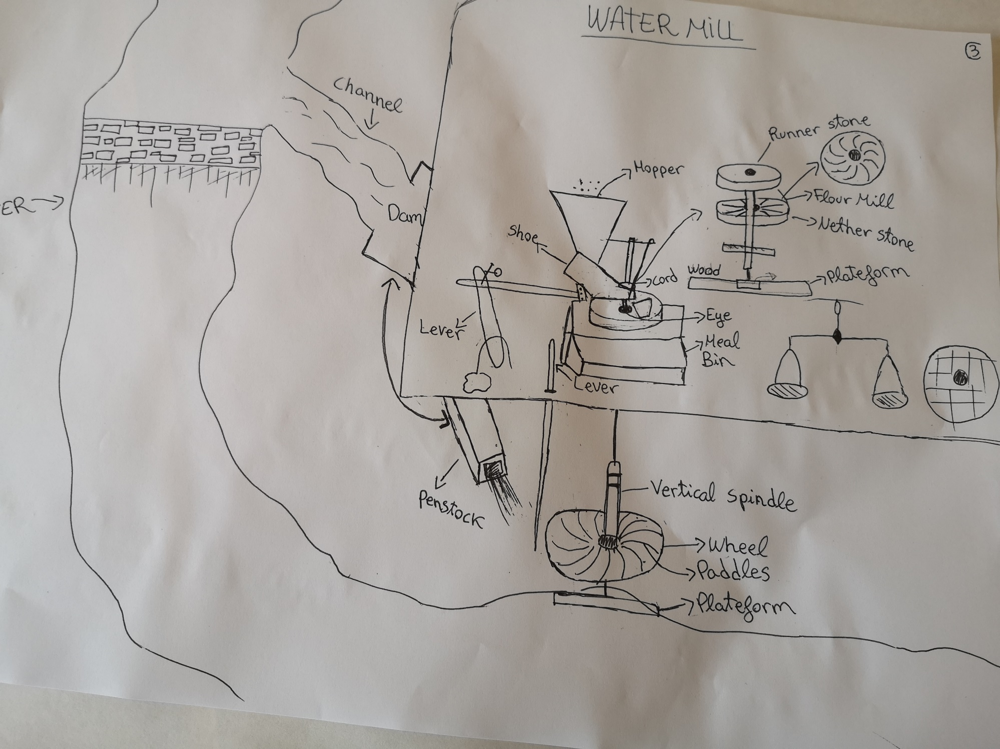 WATER MILL
3
Channel
Runner stone
Hopper
Flour Mill
ER
Dam
Nether stone
Shoe
Wood
Plateform
Cord
Eye
Lever
Meal
Bin
Lever
Penstock
Vertical spindle
Wheel
Paddles
Plateform